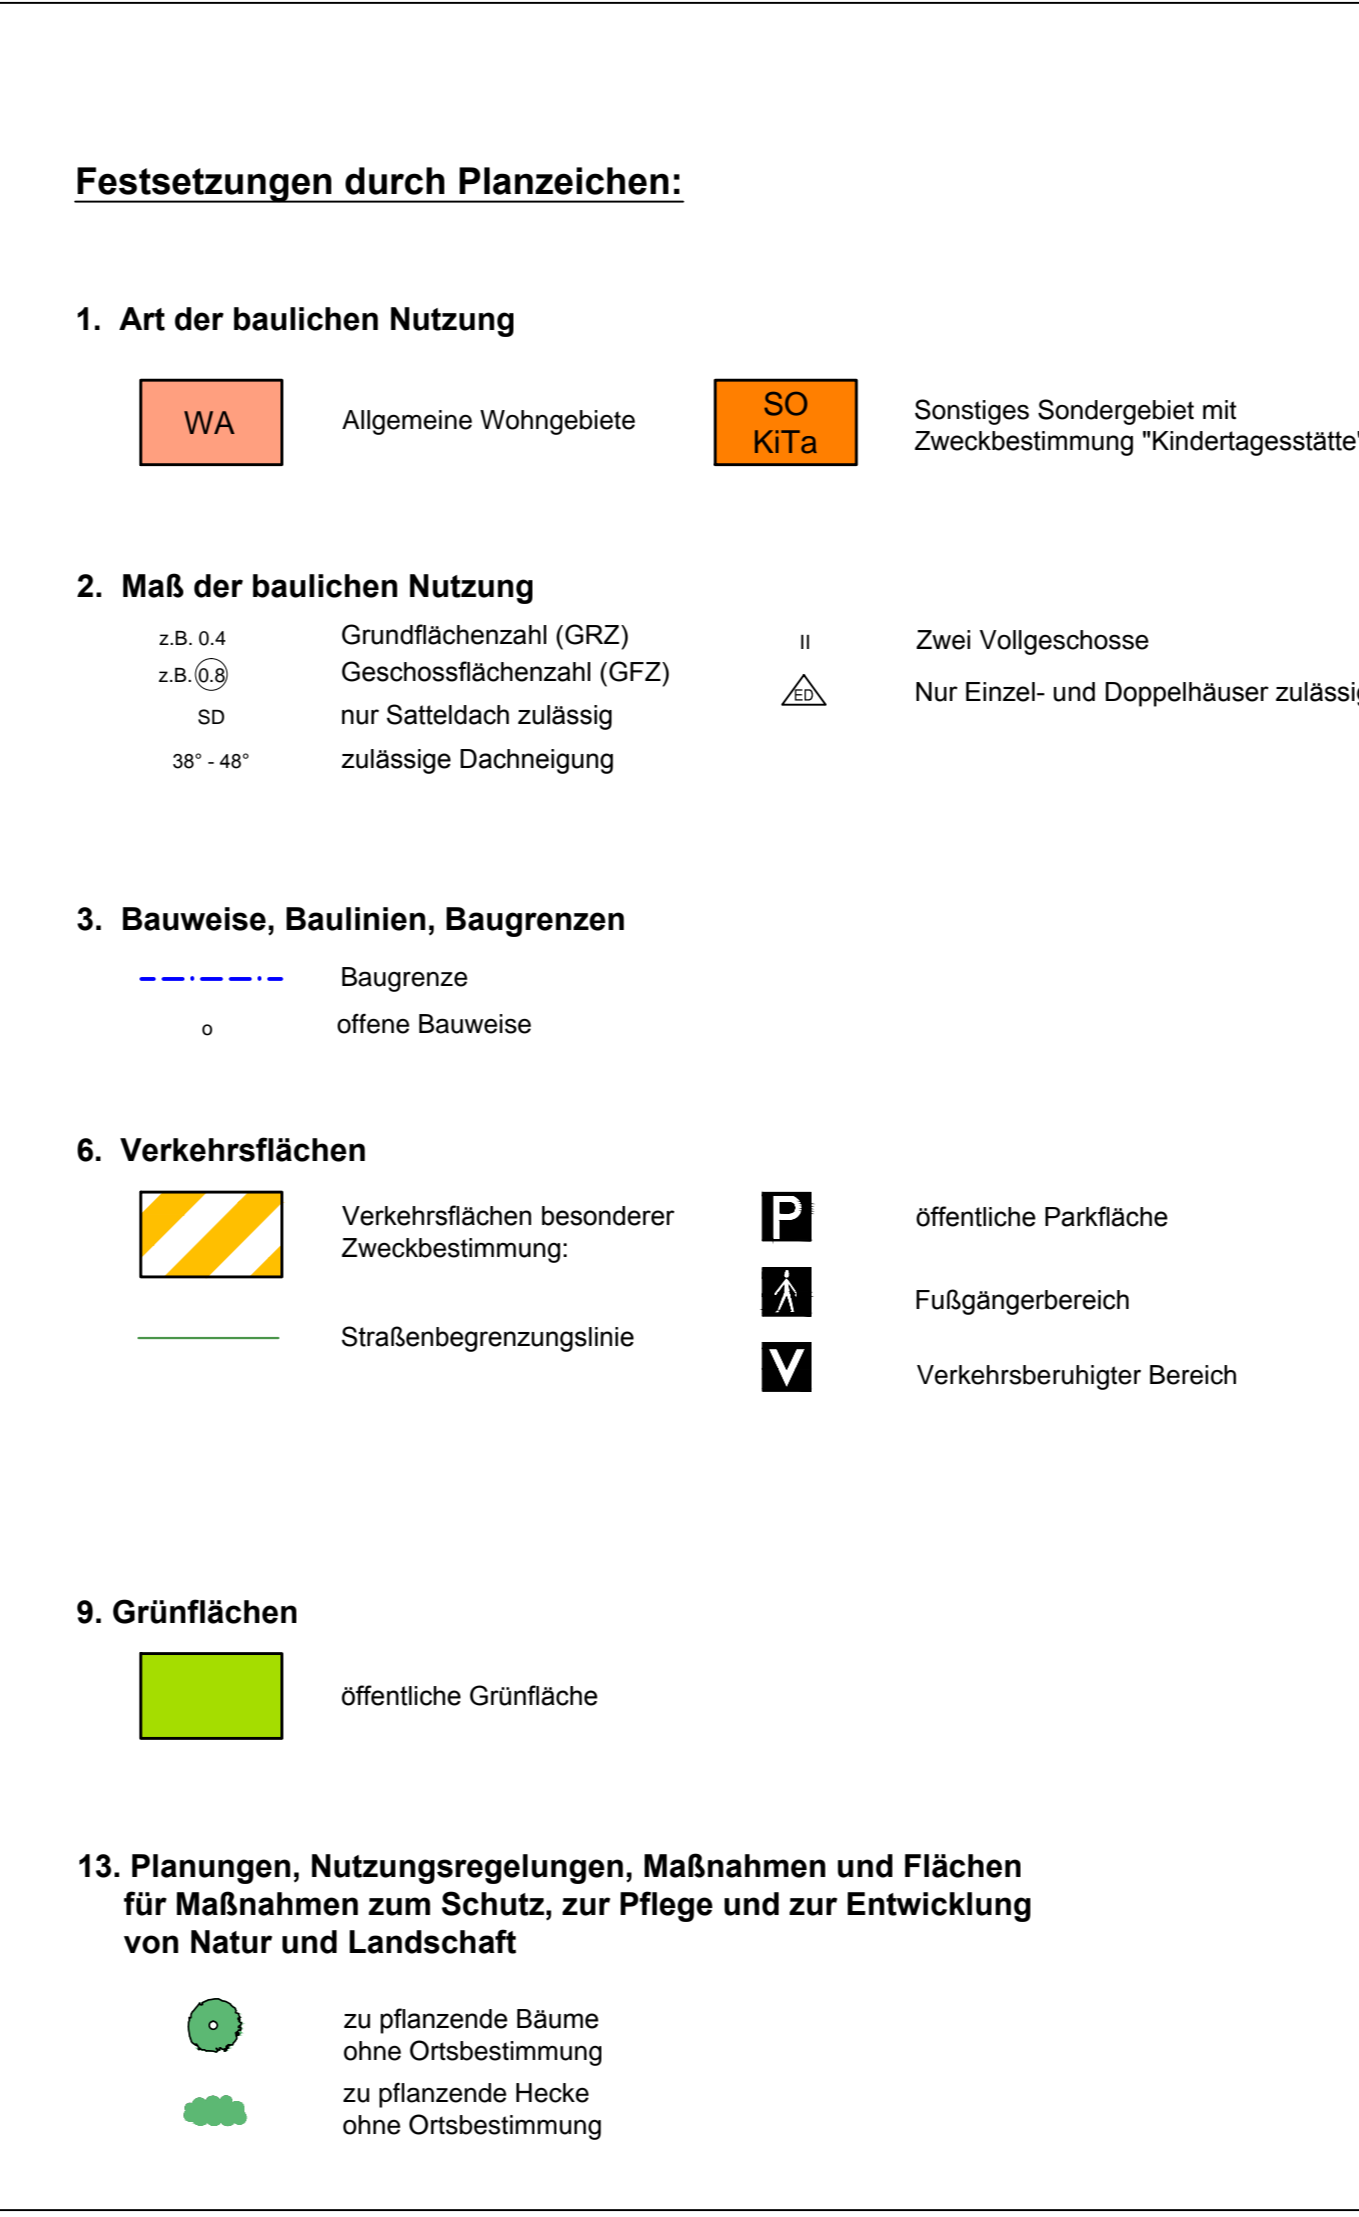 Festsetzungen durch Planzeichen:
1. Art der baulichen Nutzung
WA
Allgemeine Wohngebiete
SO
KiTa
Sonstiges Sondergebiet mit
Zweckbestimmung "Kindertagesstätte"
2. Maß der baulichen Nutzung
z.B. 0.4
Grundflächenzahl (GRZ)
z.B. 0.8
Geschossflächenzahl (GFZ)
SD
nur Satteldach zulässig
38° - 48°
zulässige Dachneigung
II
Zwei Vollgeschosse
ED
Nur Einzel- und Doppelhäuser zulässig
3. Bauweise, Baulinien, Baugrenzen
Baugrenze
o
offene Bauweise
6. Verkehrsflächen
Verkehrsflächen besonderer
Zweckbestimmung:
Straßenbegrenzungslinie
P
öffentliche Parkfläche
Fußgängerbereich
V
Verkehrsberuhigter Bereich
9. Grünflächen
öffentliche Grünfläche
13. Planungen, Nutzungsregelungen, Maßnahmen und Flächen
für Maßnahmen zum Schutz, zur Pflege und zur Entwicklung
von Natur und Landschaft
zu pflanzende Bäume
ohne Ortsbestimmung
zu pflanzende Hecke
ohne Ortsbestimmung